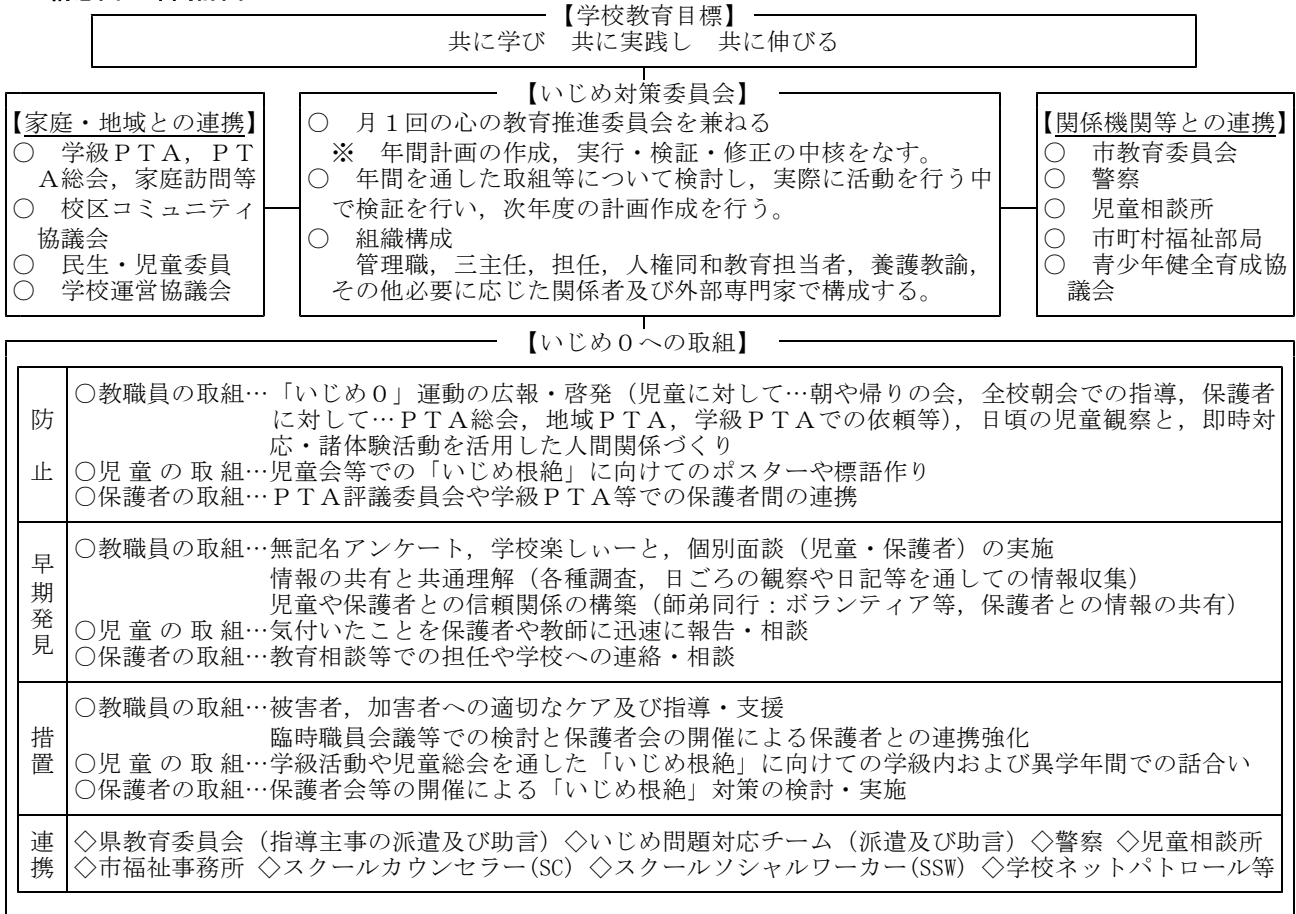 【学校教育目標】
共に学び　共に実践し　共に伸びる
【家庭・地域との連携】
○　学級ＰＴＡ，ＰＴ
Ａ総会，家庭訪問等
○　校区コミュニティ
協議会
○　民生・児童委員
○　学校運営協議会
【いじめ対策委員会】
○　月１回の心の教育推進委員会を兼ねる
※　年間計画の作成，実行・検証・修正の中核をなす。
○　年間を通した取組等について検討し，実際に活動を行う中
で検証を行い，次年度の計画作成を行う。
○　組織構成
管理職，三主任，担任，人権同和教育担当者，養護教諭，
その他必要に応じた関係者及び外部専門家で構成する。
【関係機関等との連携】
○　市教育委員会
○　警察
○　児童相談所
○　市町村福祉部局
○　青少年健全育成協
議会
【いじめ０への取組】
防止
○教職員の取組…「いじめ０」運動の広報・啓発（児童に対して…朝や帰りの会，全校朝会での指導，保護者
に対して…ＰＴＡ総会，地域ＰＴＡ，学級ＰＴＡでの依頼等），日頃の児童観察と，即時対
応・諸体験活動を活用した人間関係づくり
○児 童 の 取 組…児童会等での「いじめ根絶」に向けてのポスターや標語作り
○保護者の取組…ＰＴＡ評議委員会や学級ＰＴＡ等での保護者間の連携
早期発見
○教職員の取組…無記名アンケート，学校楽しぃーと，個別面談（児童・保護者）の実施
情報の共有と共通理解（各種調査，日ごろの観察や日記等を通しての情報収集）
児童や保護者との信頼関係の構築（師弟同行：ボランティア等，保護者との情報の共有）
○児 童 の 取 組…気付いたことを保護者や教師に迅速に報告・相談
○保護者の取組…教育相談等での担任や学校への連絡・相談
措置
○教職員の取組…被害者，加害者への適切なケア及び指導・支援
臨時職員会議等での検討と保護者会の開催による保護者との連携強化
○児 童 の 取 組…学級活動や児童総会を通した「いじめ根絶」に向けての学級内および異学年間での話合い
○保護者の取組…保護者会等の開催による「いじめ根絶」対策の検討・実施
連携
◇県教育委員会（指導主事の派遣及び助言）◇いじめ問題対応チーム（派遣及び助言）◇警察 ◇児童相談所
◇市福祉事務所 ◇スクールカウンセラー(SC) ◇スクールソシャルワーカー(SSW) ◇学校ネットパトロール等